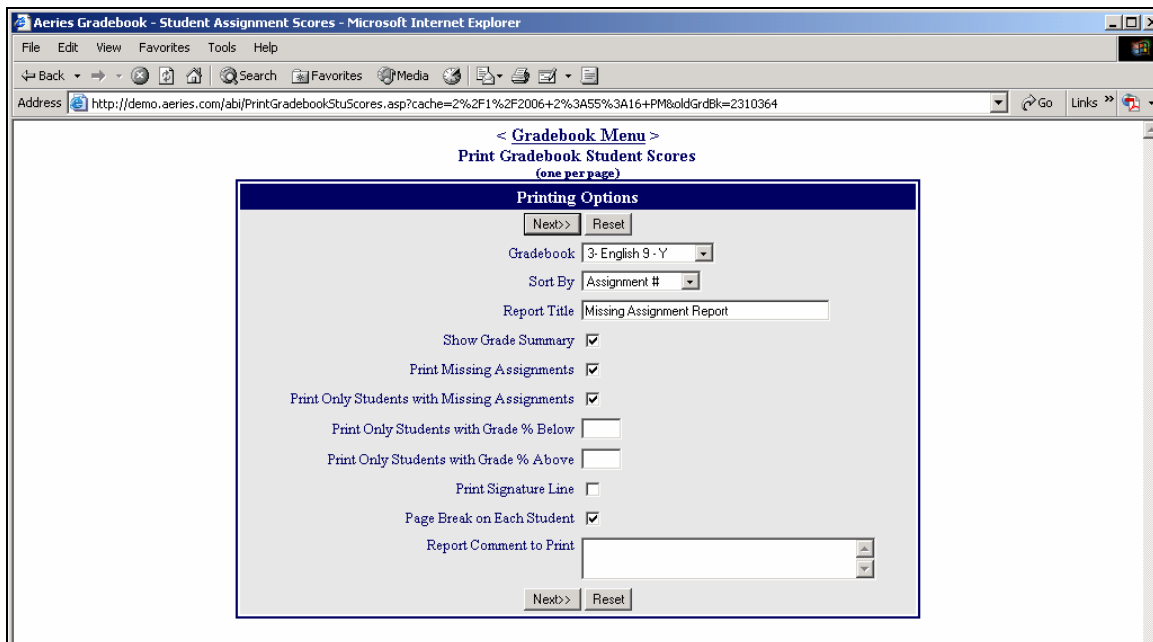 Aeries Gradebook - Student Assignment Scores - Microsoft Internet Explorer
File Edit View Favorites Tools Help
Back Search Favorites Media
Address http://demo.aeries.com/abi/PrintGradebookStuScores.asp?cache=2%2F1%2F2006+2%3A55%3A16+PM&oldGrdBk=2310364 Go Links »
< Gradebook Menu >
Print Gradebook Student Scores
(one per page)
Printing Options
Next>> Reset
Gradebook 3- English 9 - Y
Sort By Assignment #
Report Title Missing Assignment Report
Show Grade Summary
Print Missing Assignments
Print Only Students with Missing Assignments
Print Only Students with Grade % Below
Print Only Students with Grade % Above
Print Signature Line
Page Break on Each Student
Report Comment to Print
Next>> Reset